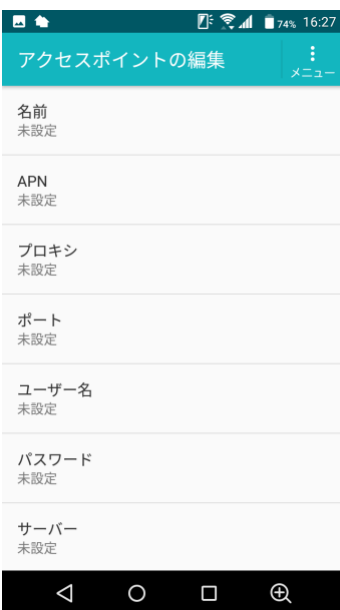 74% 16:27
アクセスポイントの編集
メニュー
名前
未設定
APN
未設定
プロキシ
未設定
ポート
未設定
ユーザー名
未設定
パスワード
未設定
サーバー
未設定